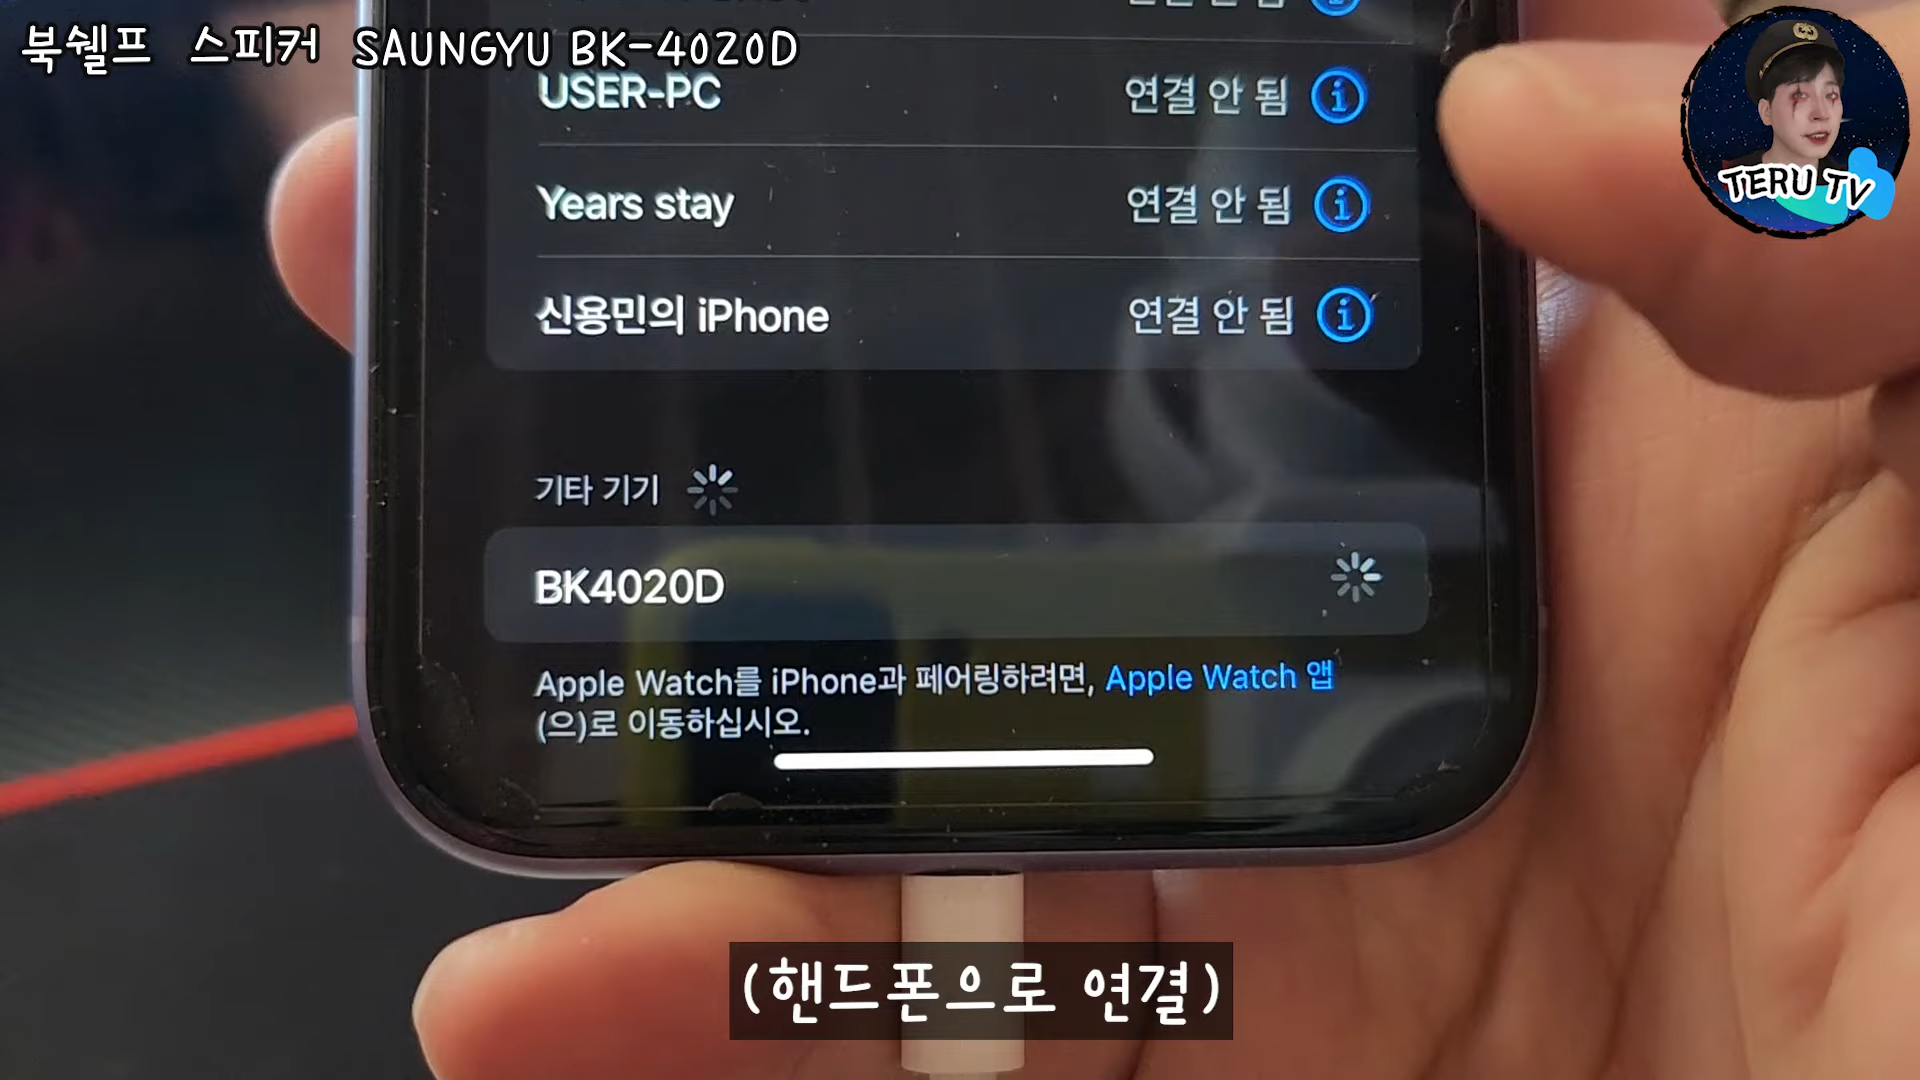 북쉘프 스피커 SAUNGYU BK-4020D
TERU TV
USER-PC 연결 안 됨
Years stay 연결 안 됨
신용민의 iPhone 연결 안 됨
기타 기기
BK4020D
Apple Watch를 iPhone과 페어링하려면, Apple Watch 앱
(으)로 이동하십시오.
(핸드폰으로 연결)